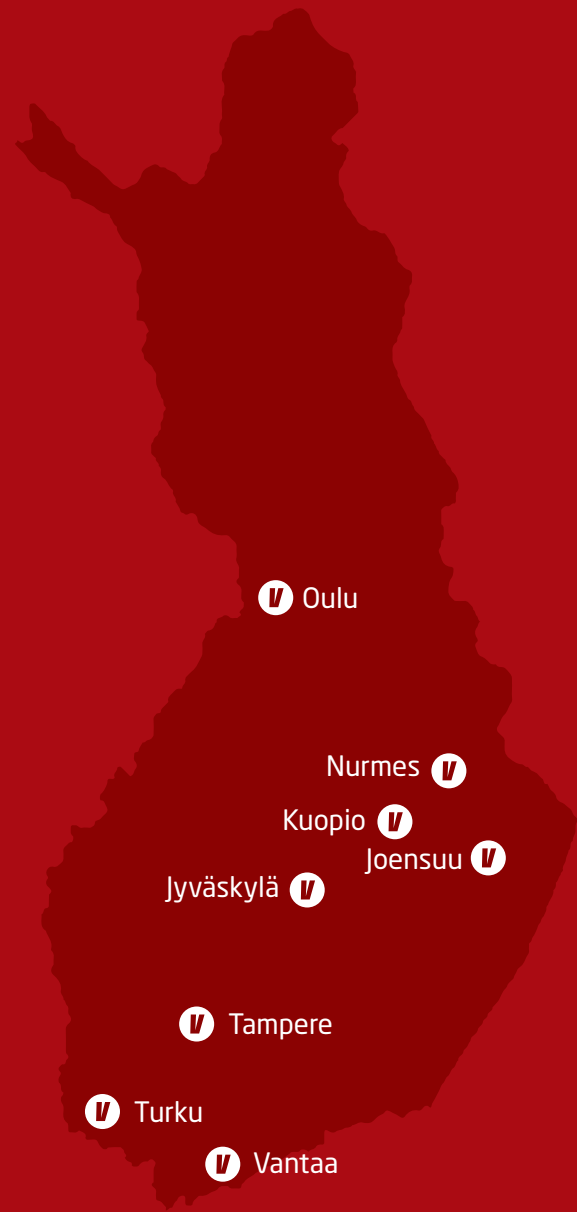 Oulu
Nurmes
Kuopio
Joensuu
Jyväskylä
Tampere
Turku
Vantaa